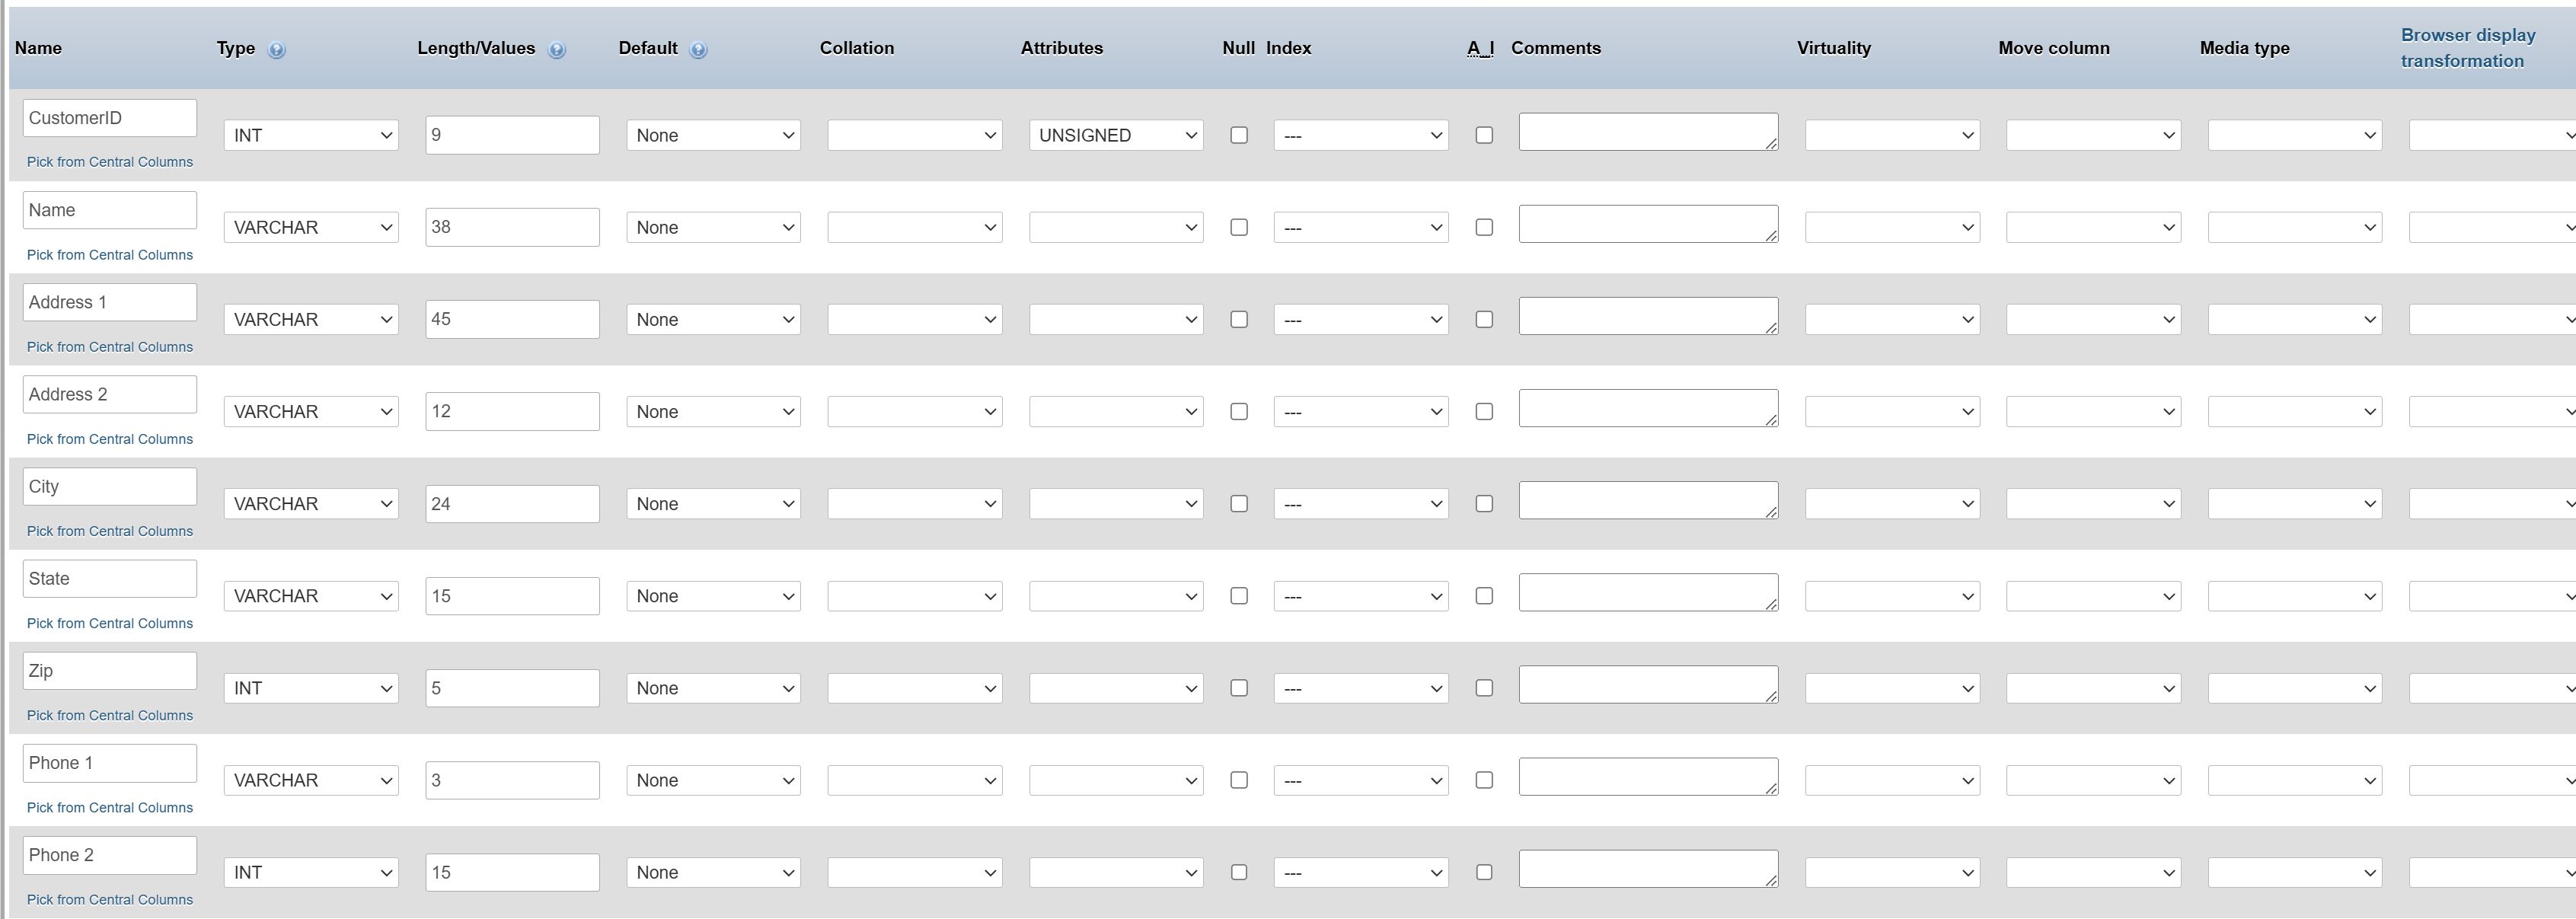 Name Type Length/Values Default Collation Attributes Null Index A_I Comments Virtuality Move column Media type Browser display transformation
CustomerID INT 9 None UNSIGNED ---
Pick from Central Columns
Name VARCHAR 38 None ---
Pick from Central Columns
Address 1 VARCHAR 45 None ---
Pick from Central Columns
Address 2 VARCHAR 12 None ---
Pick from Central Columns
City VARCHAR 24 None ---
Pick from Central Columns
State VARCHAR 15 None ---
Pick from Central Columns
Zip INT 5 None ---
Pick from Central Columns
Phone 1 VARCHAR 3 None ---
Pick from Central Columns
Phone 2 INT 15 None ---
Pick from Central Columns